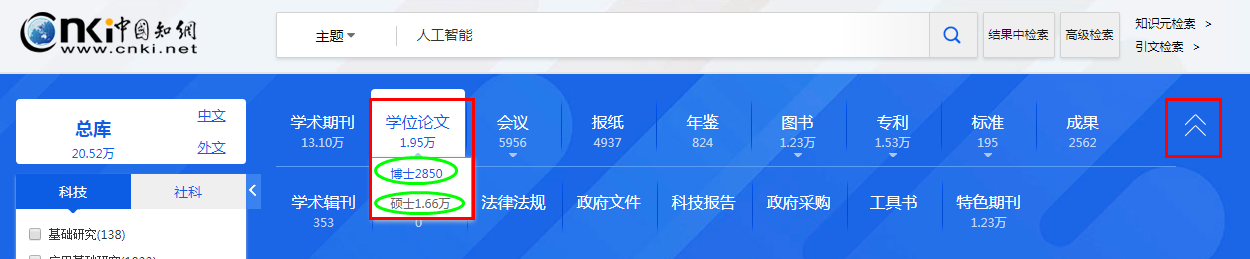 cnki中国知网
www.cnki.net
主题
人工智能
结果中检索
高级检索
知识元检索 >
引文检索 >
总库
20.52万
中文
外文
学术期刊
13.10万
学位论文
1.95万
会议
5956
报纸
4937
年鉴
824
图书
1.23万
专利
1.53万
标准
195
成果
2562
博士2850
硕士1.66万
科技
社科
学术辑刊
353
0
法律法规
政府文件
科技报告
政府采购
工具书
特色期刊
1.23万
基础研究(138)